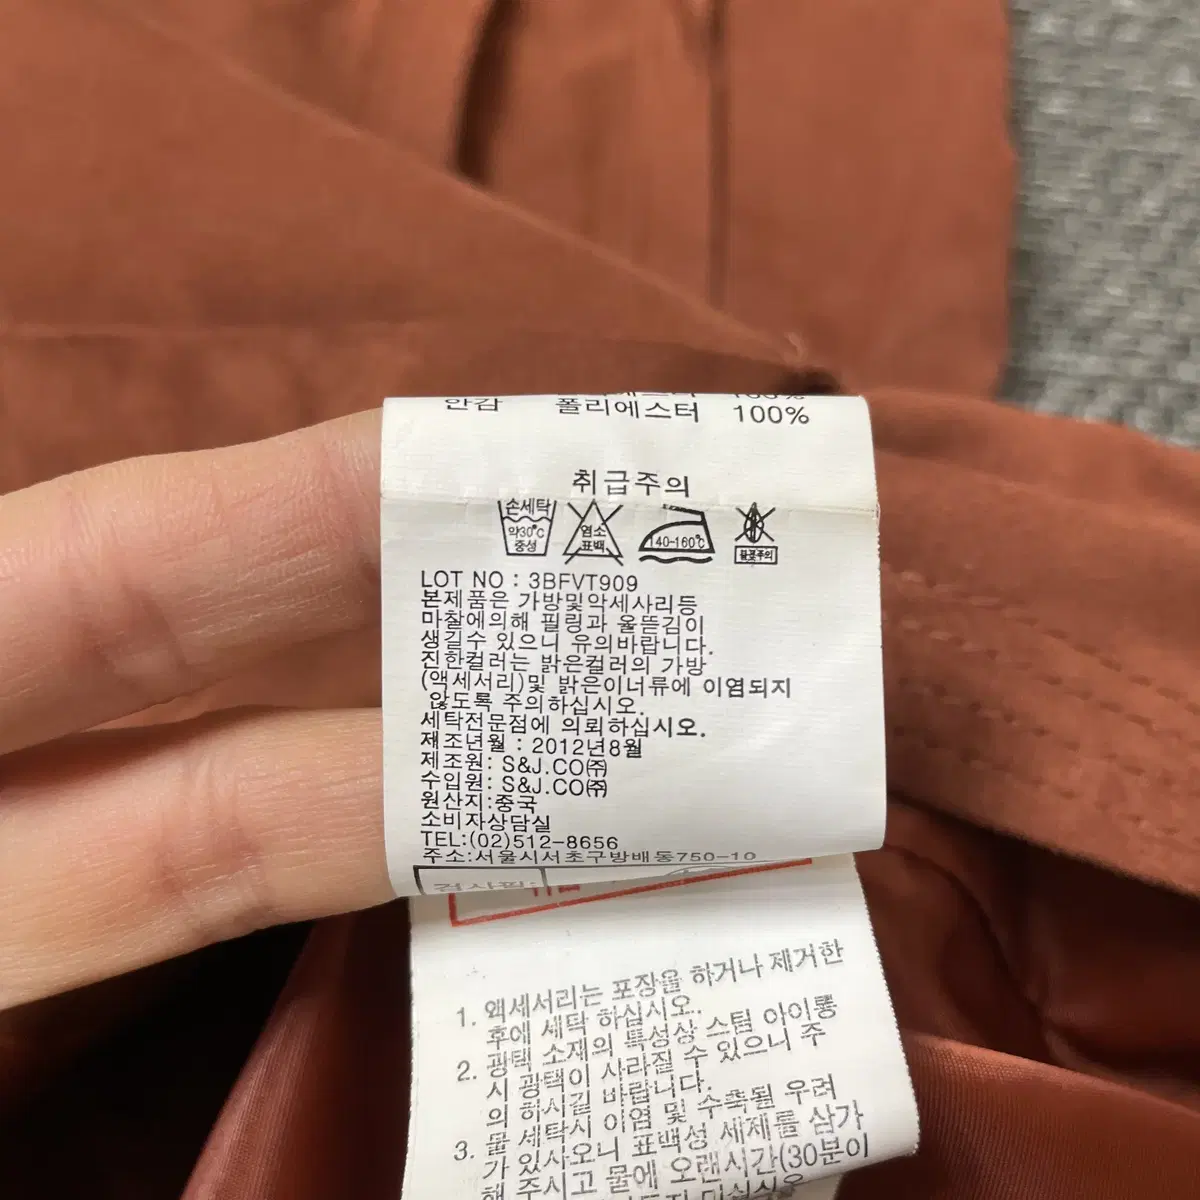 100%
안감 폴리에스터 100%
취급주의
손세탁
약30℃
중성
염소
표백
140-160℃
LOT NO : 3BFVT909
본제품은 가방및악세사리등
마찰에의해 필링과 올뜯김이
생길수 있으니 유의바랍니다.
진한컬러는 밝은컬러의 가방
(액세서리)및 밝은이너류에 이염되지
않도록 주의하십시오.
세탁전문점에 의뢰하십시오.
제조년월 : 2012년8월
제조원: S&J.CO㈜
수입원: S&J.CO㈜
원산지:중국
소비자상담실
TEL:(02)512-8656
주소:서울시서초구방배동750-10
검사필:
1. 액세서리는 포장을 하거나 제거한
후에 세탁 하십시오.
2. 광택 소재의 특성상 스팀 아이롱
시 광택이 사라질 수 있으니 주
의 하시길 바랍니다.
3. 물 세탁시 이염 및 수축될 우려
가 있사오니 표백성 세제를 삼가
해 주시고 물에 오랜시간(30분이